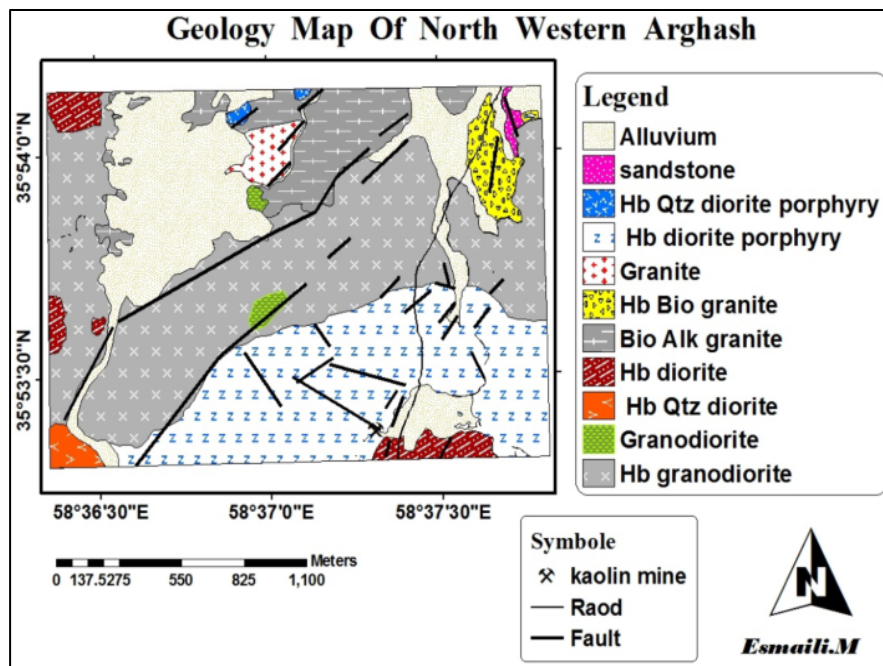 Geology Map Of North Western Arghash
35°54'0"N
35°53'30"N
58°36'30"E
58°37'0"E
58°37'30"E
Meters
0 137.5275 550 825 1,100
Legend
Alluvium
sandstone
Hb Qtz diorite porphyry
Hb diorite porphyry
Granite
Hb Bio granite
Bio Alk granite
Hb diorite
Hb Qtz diorite
Granodiorite
Hb granodiorite
Symbole
kaolin mine
Raod
Fault
N
Esmaili.M